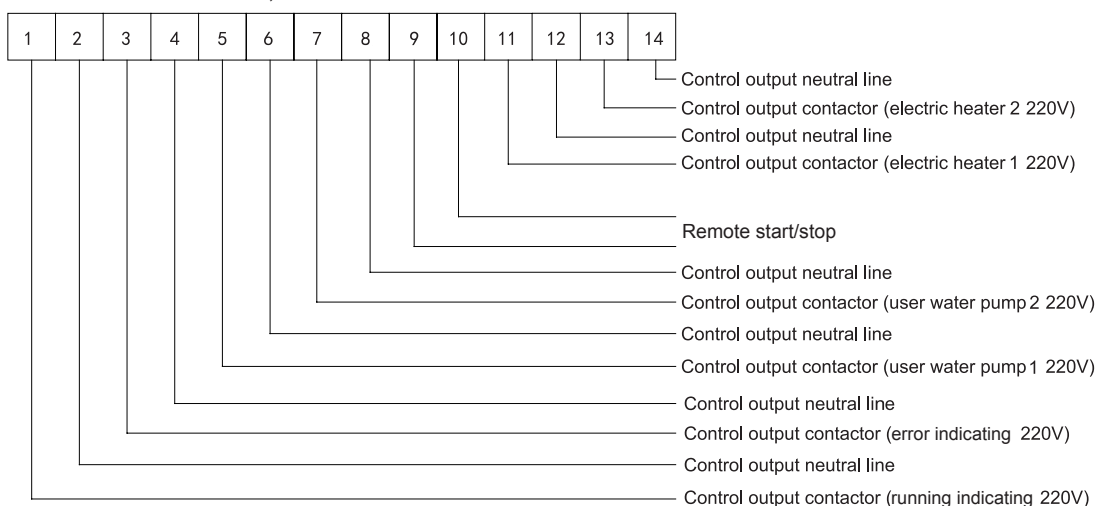 1 2 3 4 5 6 7 8 9 10 11 12 13 14
Control output neutral line
Control output contactor (electric heater 2 220V)
Control output neutral line
Control output contactor (electric heater 1 220V)
Remote start/stop
Control output neutral line
Control output contactor (user water pump 2 220V)
Control output neutral line
Control output contactor (user water pump 1 220V)
Control output neutral line
Control output contactor (error indicating 220V)
Control output neutral line
Control output contactor (running indicating 220V)